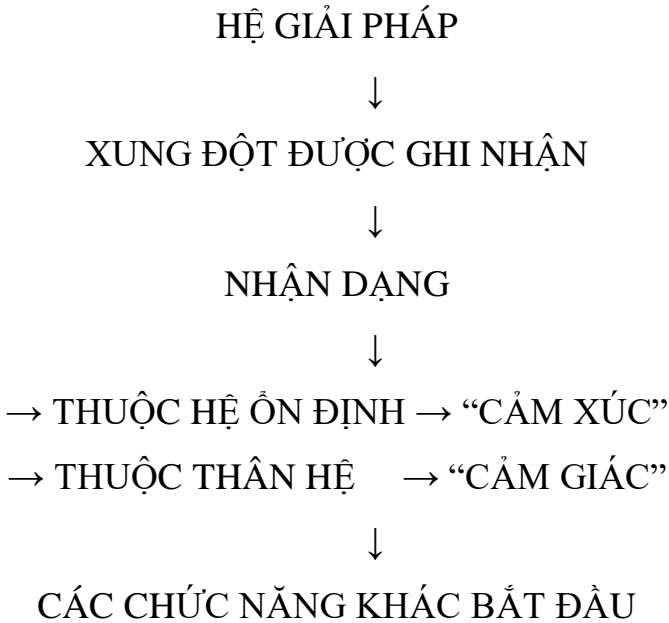 HỆ GIẢI PHÁP
↓
XUNG ĐỘT ĐƯỢC GHI NHẬN
↓
NHẬN DẠNG
↓
→ THUỘC HỆ ỔN ĐỊNH → “CẢM XÚC”
→ THUỘC THÂN HỆ → “CẢM GIÁC”
↓
CÁC CHỨC NĂNG KHÁC BẮT ĐẦU